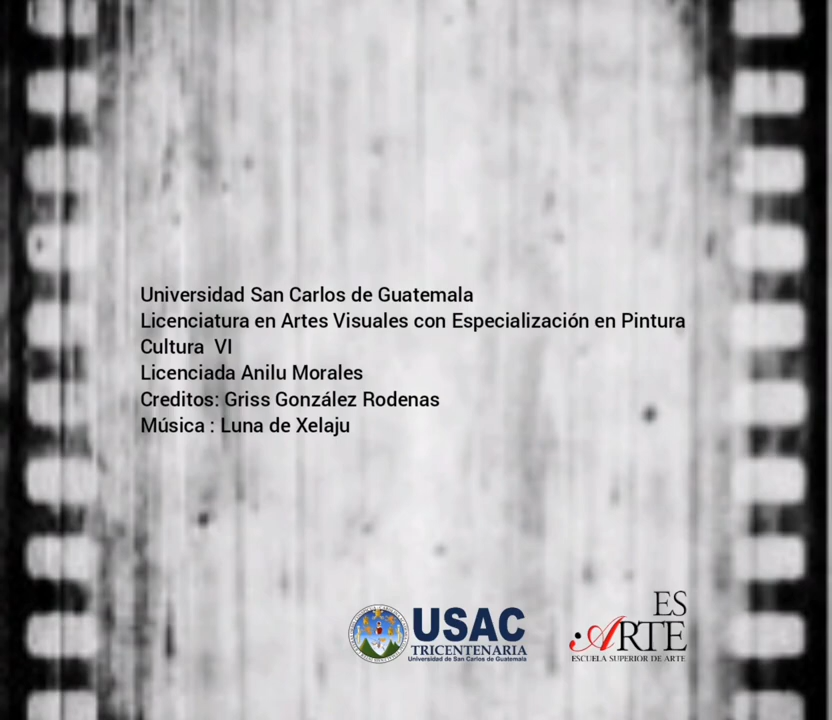 Universidad San Carlos de Guatemala
Licenciatura en Artes Visuales con Especialización en Pintura
Cultura  VI
Licenciada Anilu Morales
Creditos: Griss González Rodenas
Música : Luna de Xelaju
USAC
TRICENTENARIA
Universidad de San Carlos de Guatemala
ES
ARTE
ESCUELA SUPERIOR DE ARTE